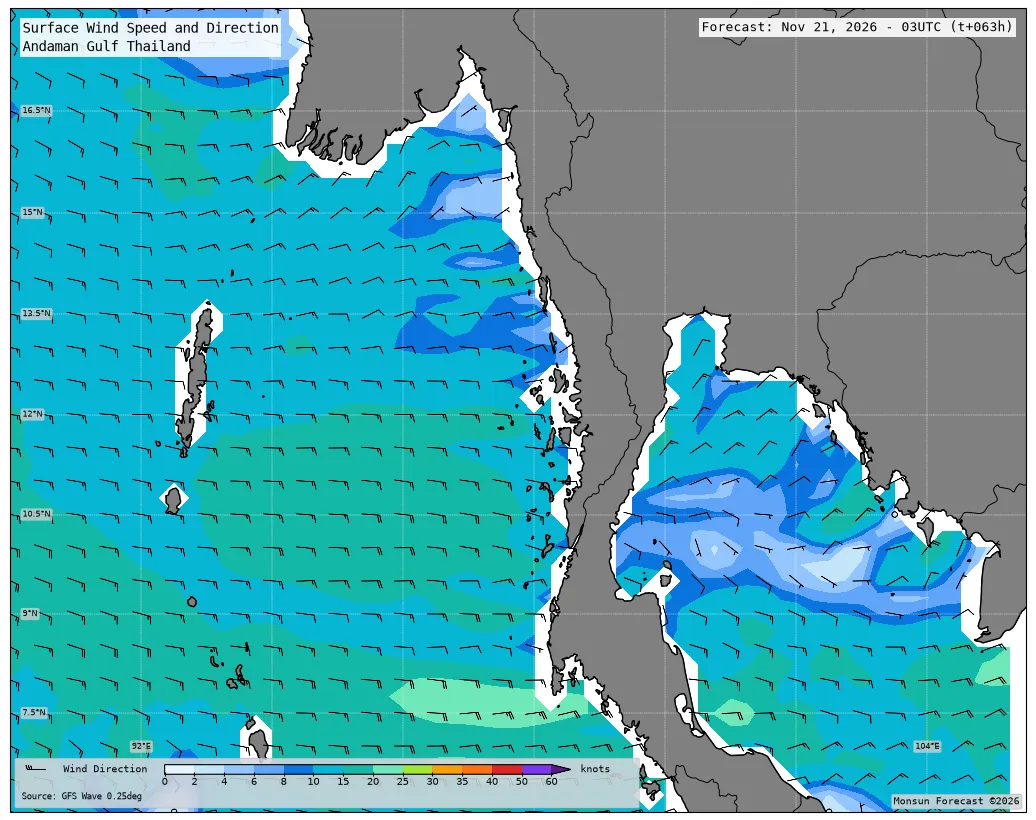 Surface Wind Speed and Direction
Andaman Gulf Thailand
Forecast: Nov 21, 2026 - 03UTC (t+063h)
16.5°N
15°N
13.5°N
12°N
10.5°N
9°N
7.5°N
92°E
104°E
Wind Direction
knots
0 2 4 6 8 10 15 20 25 30 35 40 50 60
Source: GFS Wave 0.25deg
Monsun Forecast ©2026